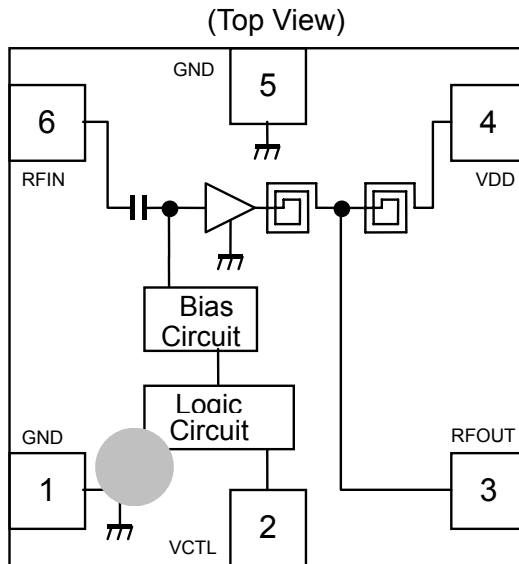 (Top View)
GND
5
6
4
RFIN
VDD
Bias
Circuit
Logic
Circuit
GND
RFOUT
1
2
3
VCTL